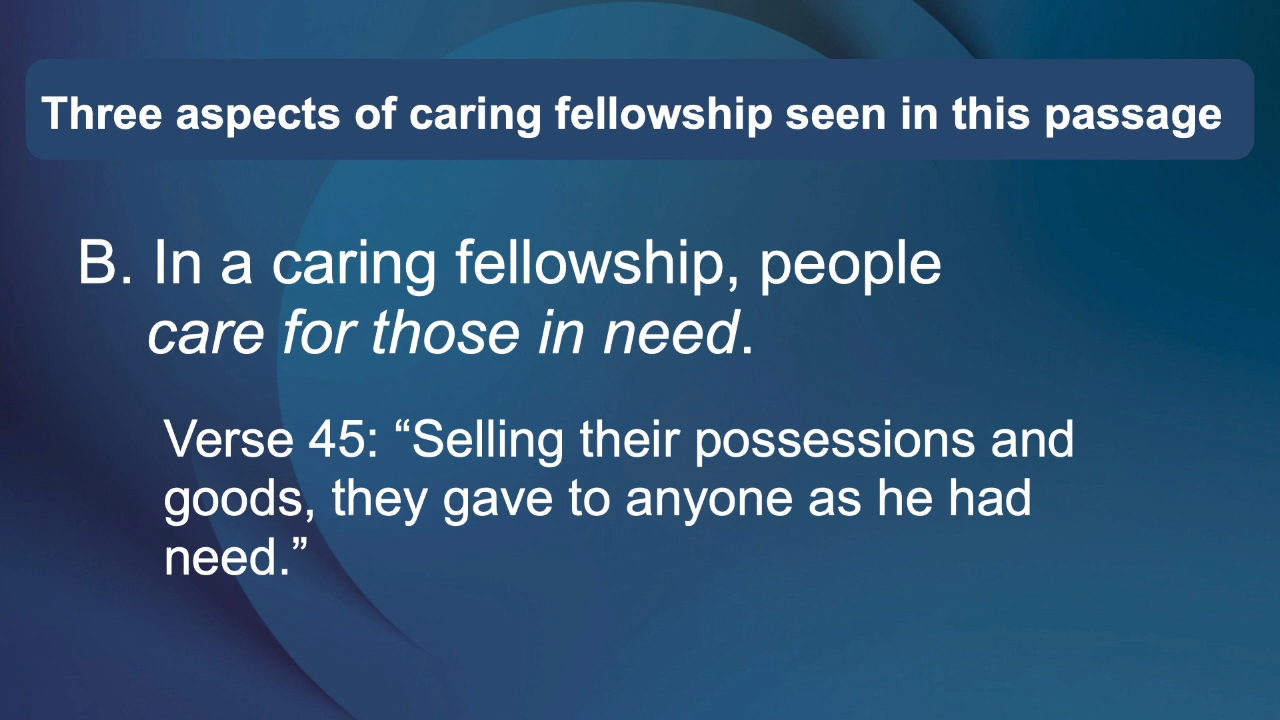 Three aspects of caring fellowship seen in this passage
B. In a caring fellowship, people
care for those in need.
Verse 45: “Selling their possessions and
goods, they gave to anyone as he had
need.”